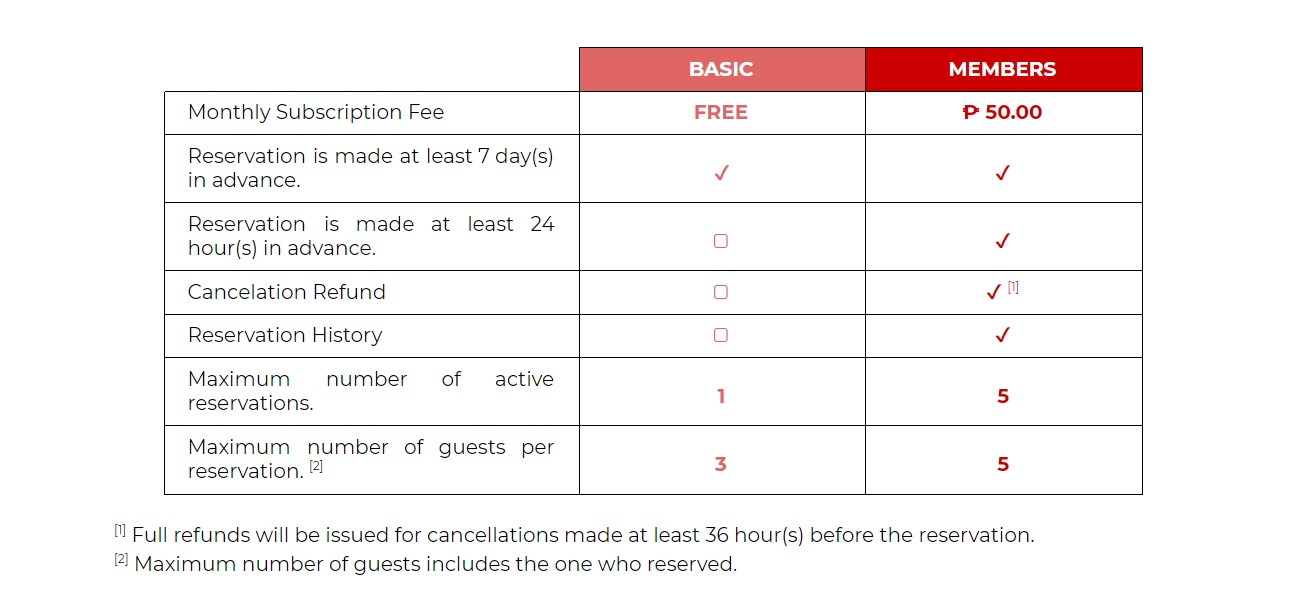 BASIC MEMBERS
Monthly Subscription Fee FREE ₱ 50.00
Reservation is made at least 7 day(s)
in advance. ✓ ✓
Reservation is made at least 24
hour(s) in advance. ▢ ✓
Cancelation Refund ▢ ✓ [1]
Reservation History ▢ ✓
Maximum number of active
reservations. 1 5
Maximum number of guests per
reservation. [2] 3 5
[1] Full refunds will be issued for cancellations made at least 36 hour(s) before the reservation.
[2] Maximum number of guests includes the one who reserved.